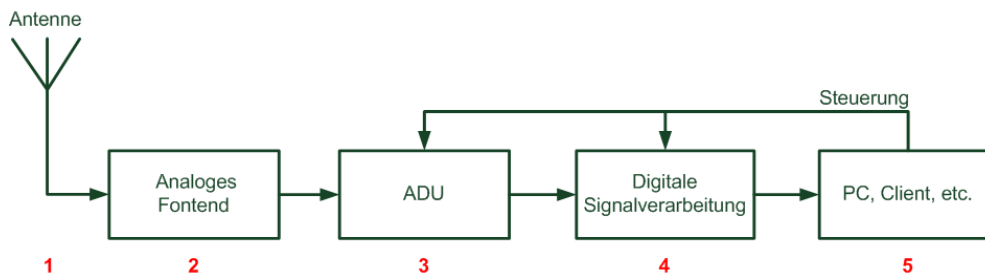 Antenne
Steuerung
Analoges
Fontend
ADU
Digitale
Signalverarbeitung
PC, Client, etc.
1
2
3
4
5